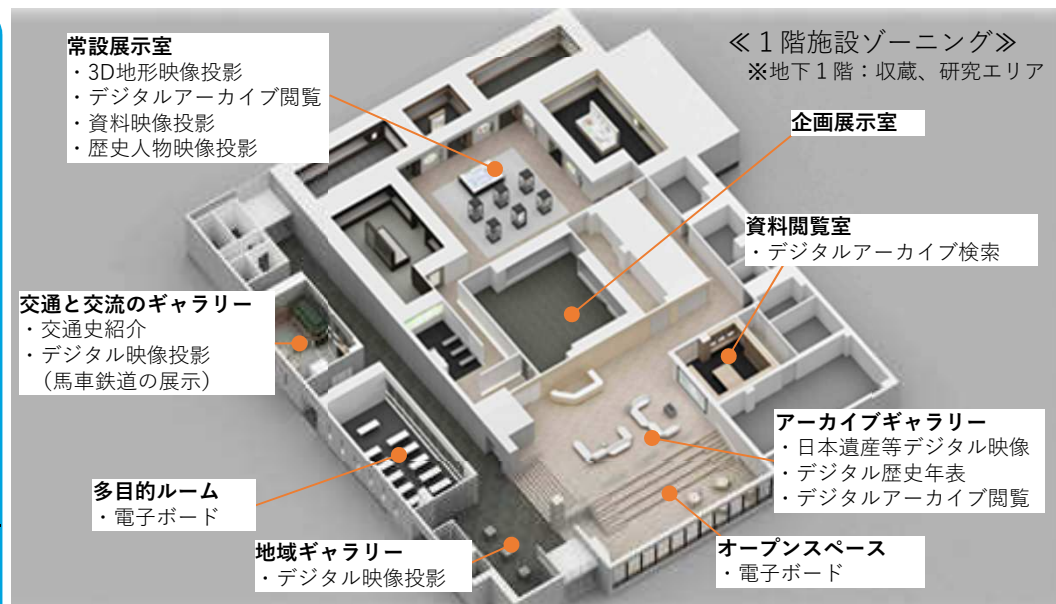 ≪１階施設ゾーニング≫
※地下１階：収蔵、研究エリア
常設展示室
・3D地形映像投影
・デジタルアーカイブ閲覧
・資料映像投影
・歴史人物映像投影
企画展示室
資料閲覧室
・デジタルアーカイブ検索
交通と交流のギャラリー
・交通史紹介
・デジタル映像投影
（馬車鉄道の展示）
アーカイブギャラリー
・日本遺産等デジタル映像
・デジタル歴史年表
・デジタルアーカイブ閲覧
多目的ルーム
・電子ボード
地域ギャラリー
・デジタル映像投影
オープンスペース
・電子ボード